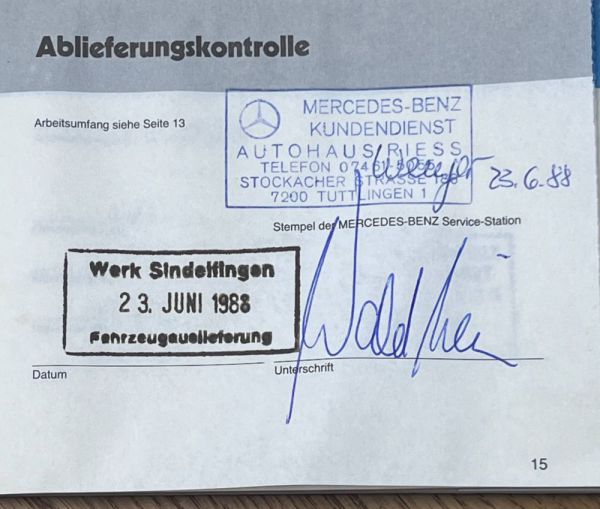 Ablieferungskontrolle
Arbeitsumfang siehe Seite 13
MERCEDES-BENZ
KUNDENDIENST
AUTOHAUS RIESS
TELEFON 07461-
STOCKACHER STRASSE
7200 TUTTLINGEN 1
23.6.88
Stempel der MERCEDES-BENZ Service-Station
Werk Sindelfingen
23. JUNI 1988
Fahrzeugauslieferung
Datum
Unterschrift
15